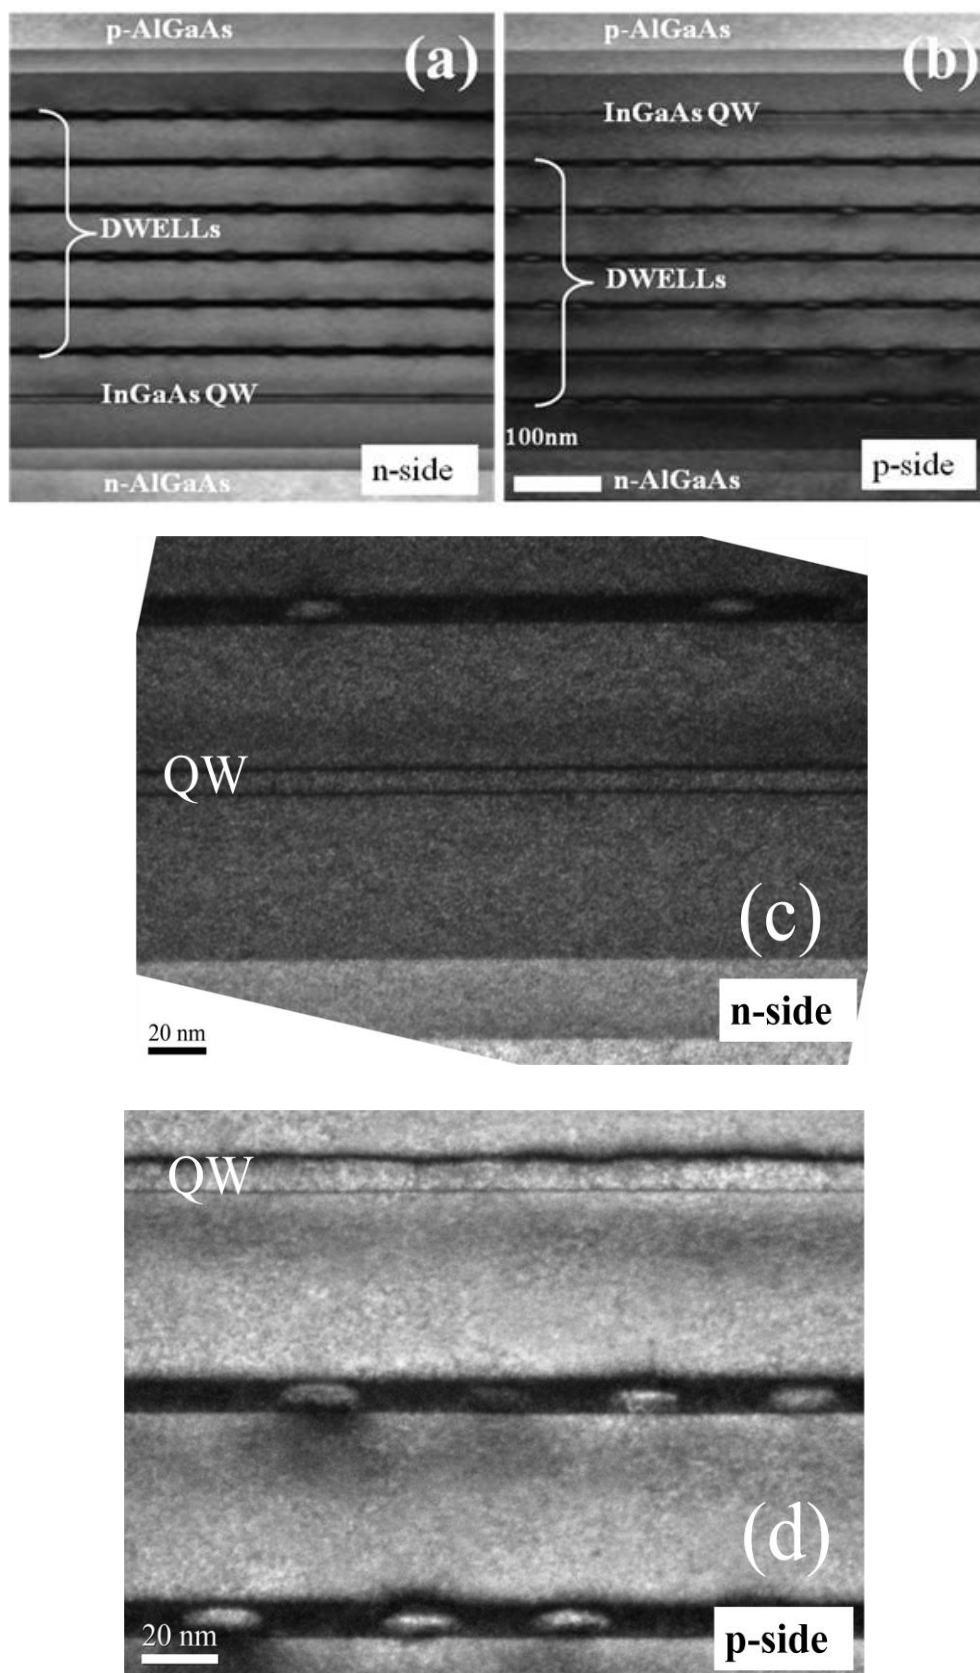 p-AlGaAs
(a)
DWELLs
InGaAs QW
n-side
n-AlGaAs
p-AlGaAs
(b)
InGaAs QW
DWELLs
100nm
p-side
n-AlGaAs
QW
(c)
n-side
20 nm
QW
(d)
20 nm
p-side